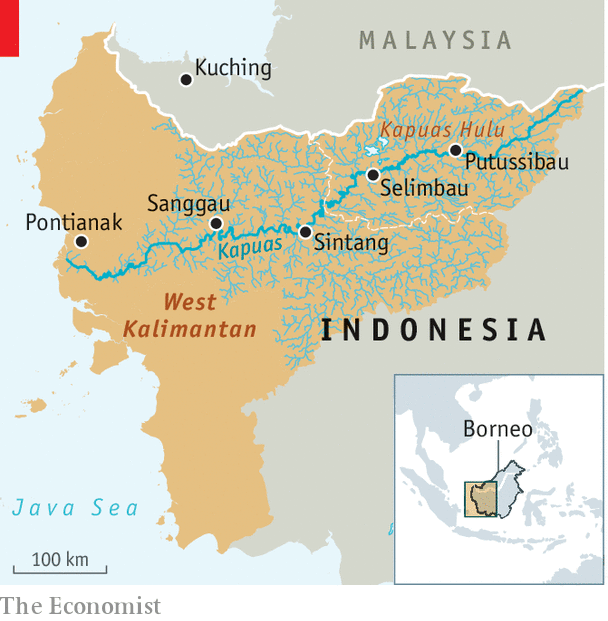 MALAYSIA
Kuching
Kapuas Hulu
Putussibau
Selimbau
Sanggau
Pontianak
Kapuas
Sintang
West
Kalimantan
INDONESIA
Borneo
Java Sea
100 km
The Economist